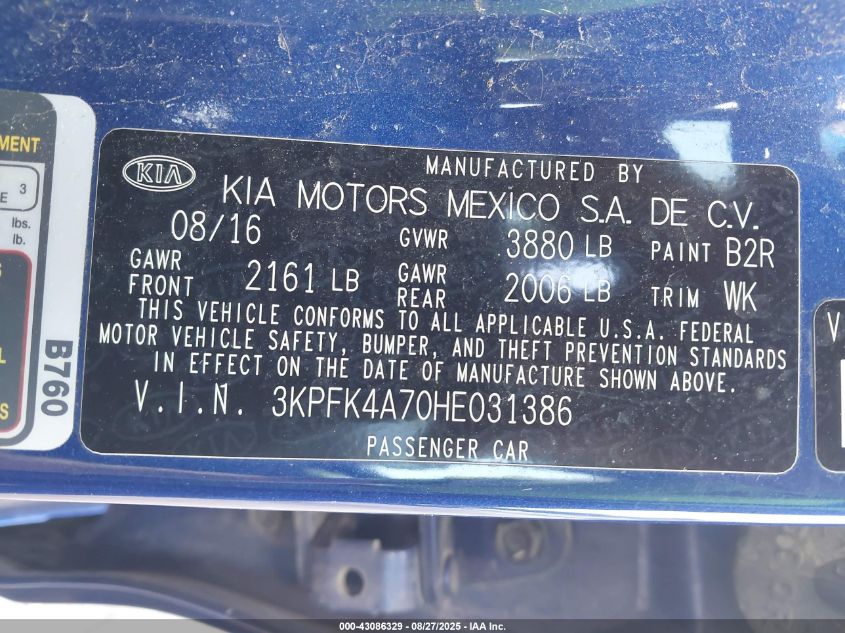 MENT
3
E
lbs.
lb.
S
L
S
B760
KIA
MANUFACTURED BY
KIA MOTORS MEXICO S.A. DE C.V.
08/16 GVWR 3880 LB PAINT B2R
GAWR FRONT 2161 LB GAWR REAR 2006 LB TRIM WK
THIS VEHICLE CONFORMS TO ALL APPLICABLE U.S.A. FEDERAL
MOTOR VEHICLE SAFETY, BUMPER, AND THEFT PREVENTION STANDARDS
IN EFFECT ON THE DATE OF MANUFACTURE SHOWN ABOVE.
V.I.N. 3KPFK4A70HE031386
PASSENGER CAR
V
000-43086329 - 08/27/2025 - IAA Inc.